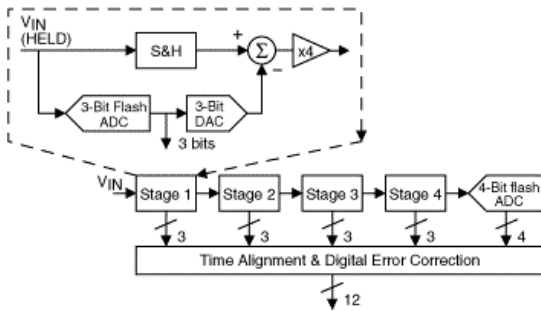 VIN
(HELD)
S&H
+
Σ
−
x4
3-Bit Flash
ADC
3-Bit
DAC
3 bits
VIN
Stage 1
Stage 2
Stage 3
Stage 4
4-Bit flash
ADC
3
3
3
3
4
Time Alignment & Digital Error Correction
12